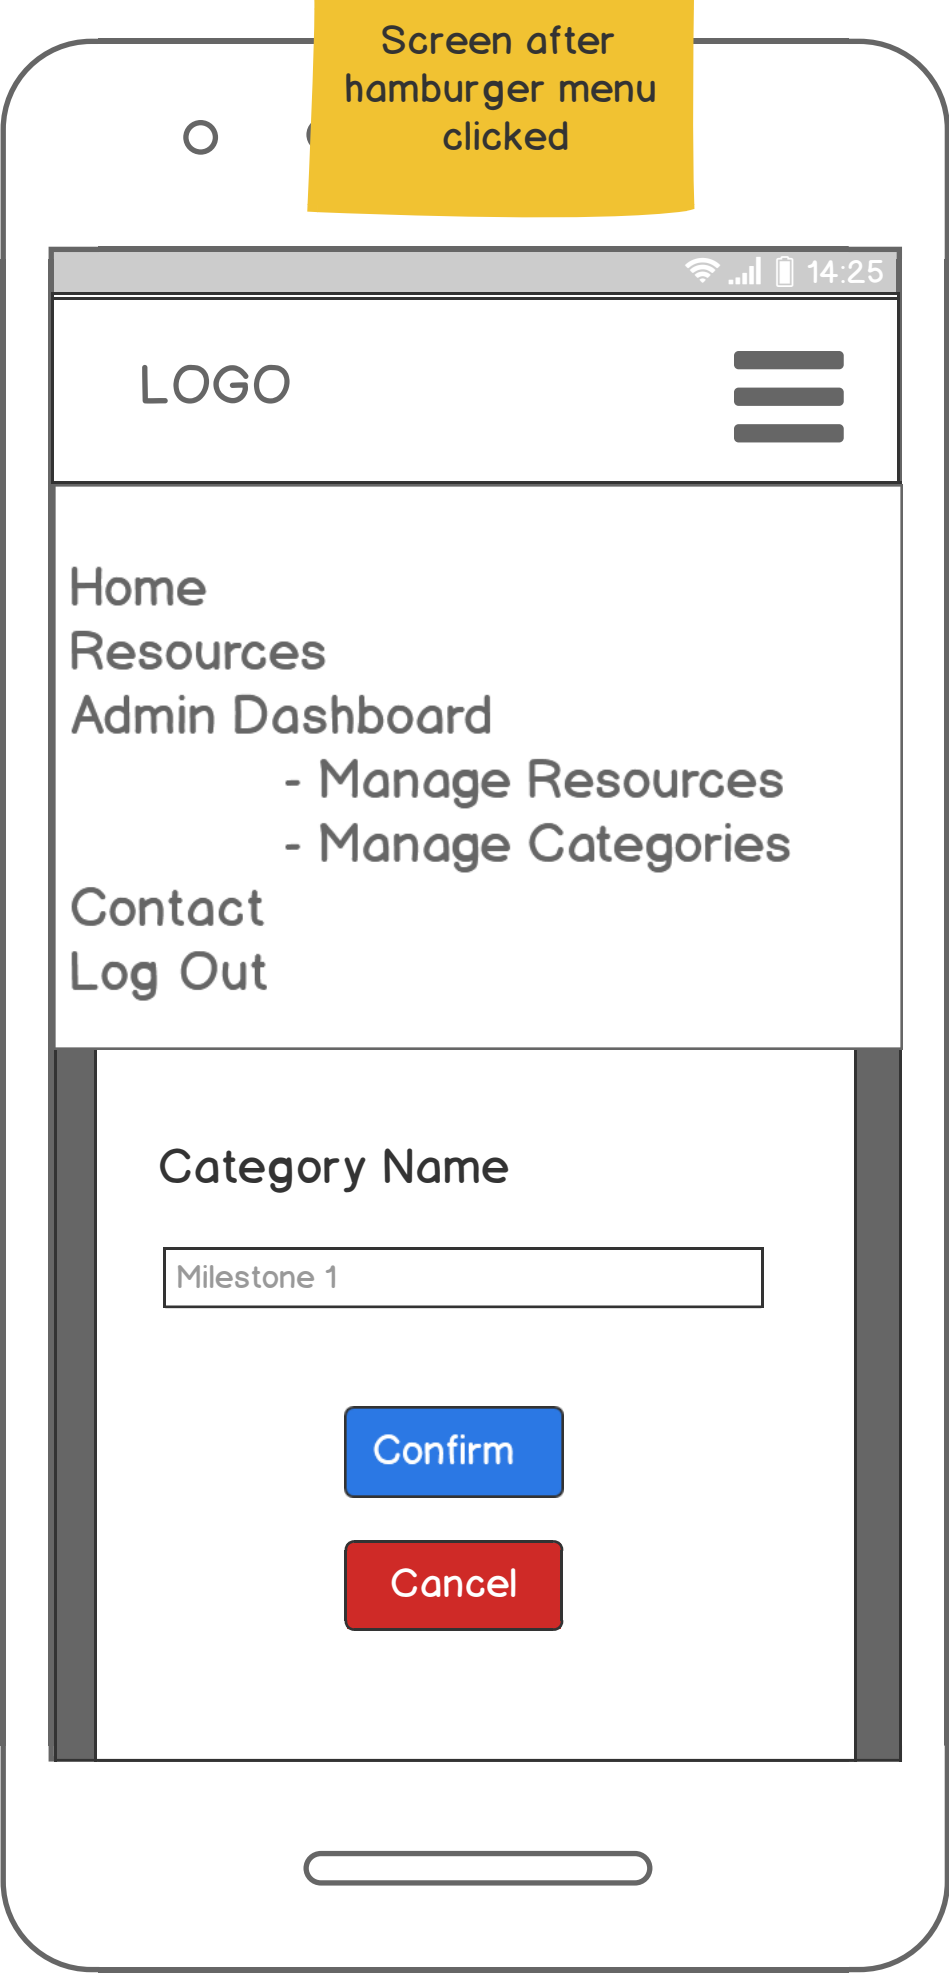 Screen after
hamburger menu
clicked
14:25
LOGO
Home
Resources
Admin Dashboard
- Manage Resources
- Manage Categories
Contact
Log Out
Category Name
Milestone 1
Confirm
Cancel